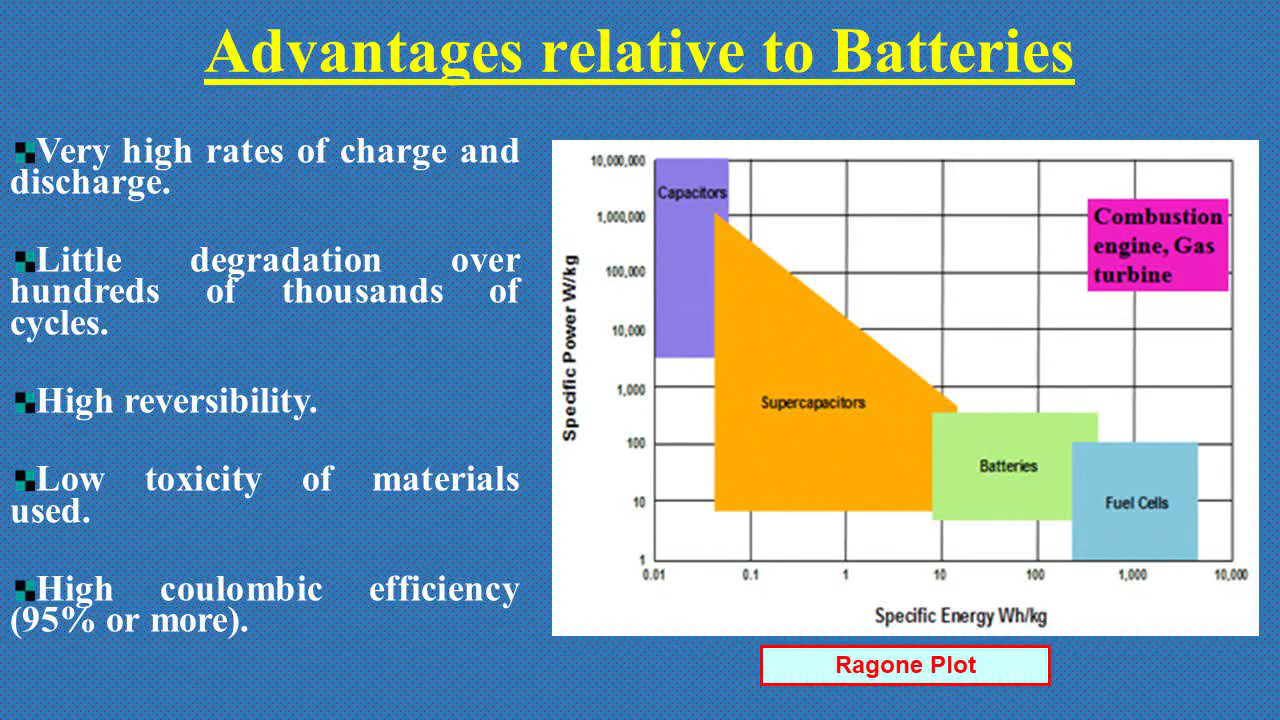 Advantages relative to Batteries
Very high rates of charge and
discharge.
Little degradation over
hundreds of thousands of
cycles.
High reversibility.
Low toxicity of materials
used.
High coulombic efficiency
(95% or more).
Specific Power W/kg
10,000,000
1,000,000
100,000
10,000
1,000
100
10
1
Capacitors
Combustion
engine, Gas
turbine
Supercapacitors
Batteries
Fuel Cells
0.01 0.1 1 10 100 1,000 10,000
Specific Energy Wh/kg
Ragone Plot